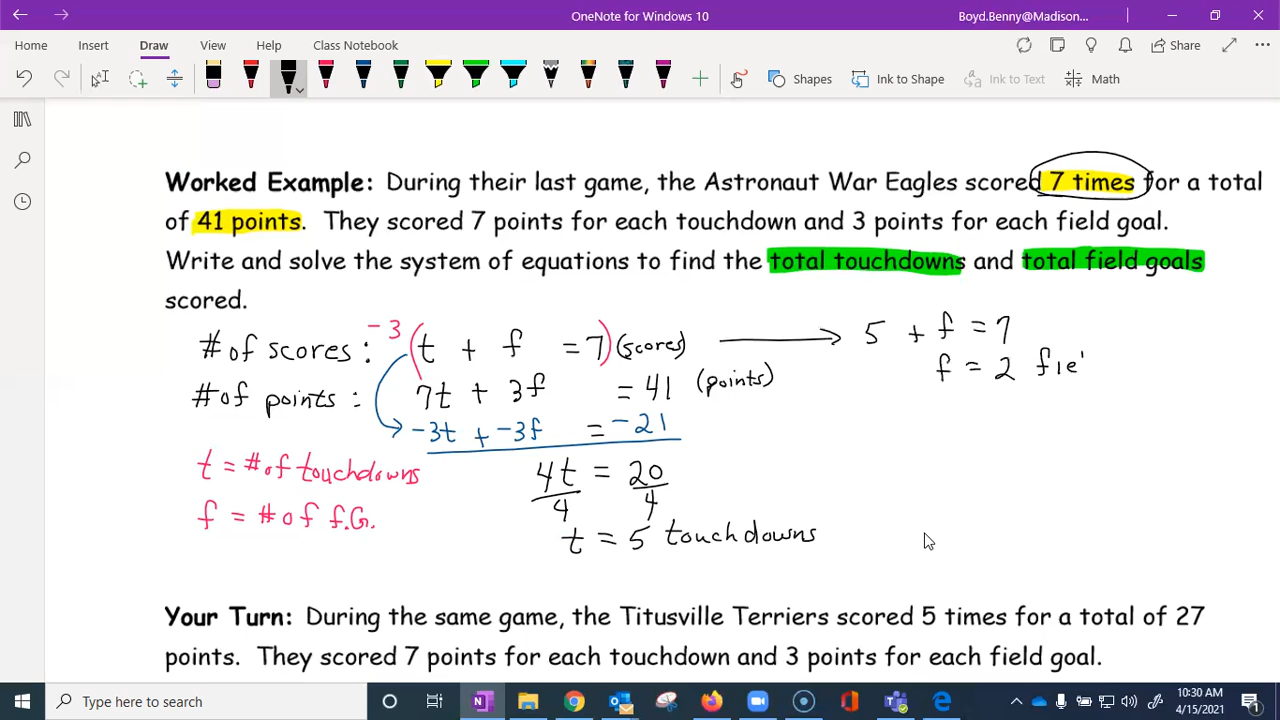 OneNote for Windows 10
Boyd.Benny@Madison...
Home Insert Draw View Help Class Notebook Share
Shapes Ink to Shape Ink to Text Math
Worked Example: During their last game, the Astronaut War Eagles scored 7 times for a total
of 41 points. They scored 7 points for each touchdown and 3 points for each field goal.
Write and solve the system of equations to find the total touchdowns and total field goals
scored.
# of scores: -3 (t + f = 7) (scores) → 5 + f = 7
f = 2 fie
# of points: 7t + 3f = 41 (points)
-3t + -3f = -21
t = # of touchdowns
f = # of f.G.
4t = 20
4 4
t = 5 touchdowns
Your Turn: During the same game, the Titusville Terriers scored 5 times for a total of 27
points. They scored 7 points for each touchdown and 3 points for each field goal.
Type here to search
10:30 AM
4/15/2021